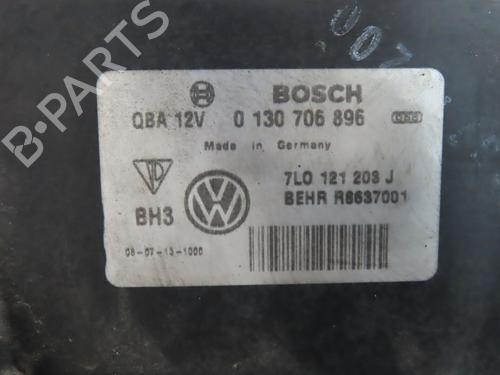 BOSCH
QBA 12V 0 130 706 896
Made in Germany
7L0 121 203 J
BEHR R8637001
BH3
08-07-13-1000
B-PARTS